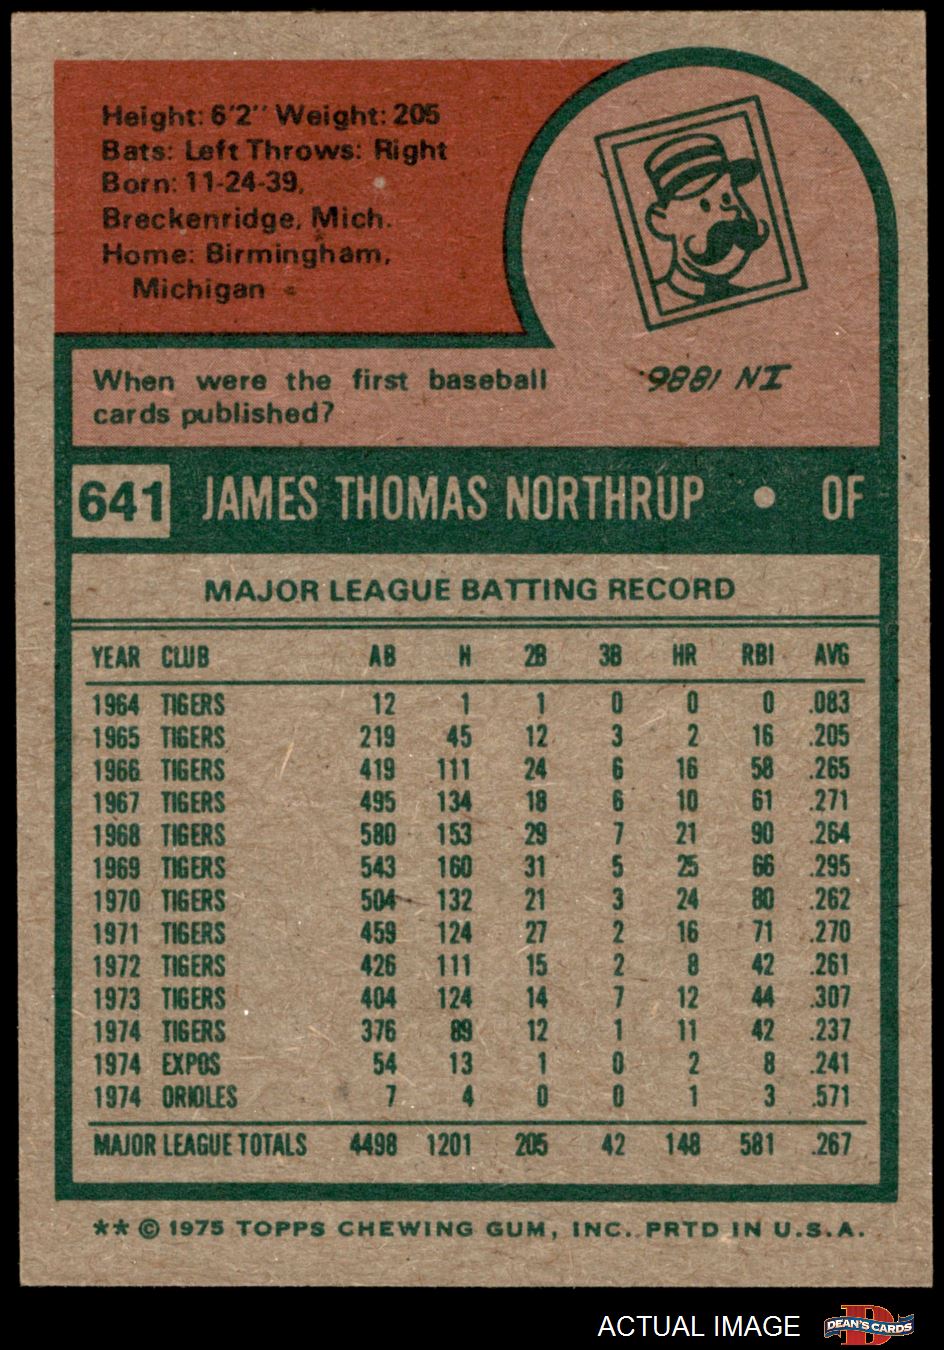 Height: 6'2" Weight: 205
Bats: Left Throws: Right
Born: 11-24-39,
Breckenridge, Mich.
Home: Birmingham,
Michigan
When were the first baseball
cards published?
IN 1886.
641 JAMES THOMAS NORTHRUP • OF
MAJOR LEAGUE BATTING RECORD
YEAR CLUB AB H 2B 3B HR RBI AVG
1964 TIGERS 12 1 1 0 0 0 .083
1965 TIGERS 219 45 12 3 2 16 .205
1966 TIGERS 419 111 24 6 16 58 .265
1967 TIGERS 495 134 18 6 10 61 .271
1968 TIGERS 580 153 29 7 21 90 .264
1969 TIGERS 543 160 31 5 25 66 .295
1970 TIGERS 504 132 21 3 24 80 .262
1971 TIGERS 459 124 27 2 16 71 .270
1972 TIGERS 426 111 15 2 8 42 .261
1973 TIGERS 404 124 14 7 12 44 .307
1974 TIGERS 376 89 12 1 11 42 .237
1974 EXPOS 54 13 1 0 2 8 .241
1974 ORIOLES 7 4 0 0 1 3 .571
MAJOR LEAGUE TOTALS 4498 1201 205 42 148 581 .267
** © 1975 TOPPS CHEWING GUM, INC. PRTD IN U.S.A.
ACTUAL IMAGE D DEAN'S CARDS